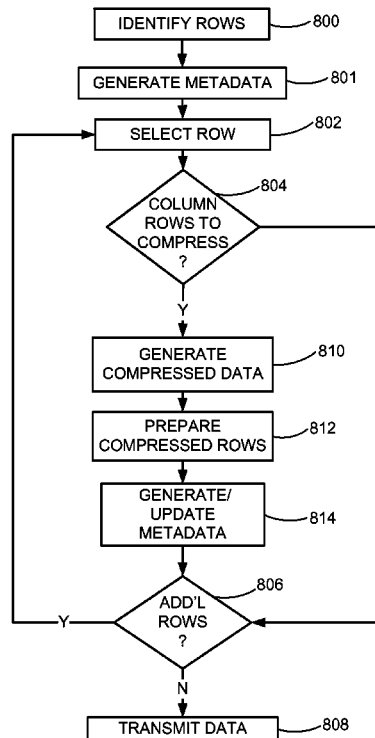 IDENTIFY ROWS
800
GENERATE METADATA
801
SELECT ROW
802
804
COLUMN
ROWS TO
COMPRESS
?
Y
GENERATE
COMPRESSED DATA
810
PREPARE
COMPRESSED ROWS
812
GENERATE/
UPDATE
METADATA
814
806
ADD'L
ROWS
?
Y
N
TRANSMIT DATA
808